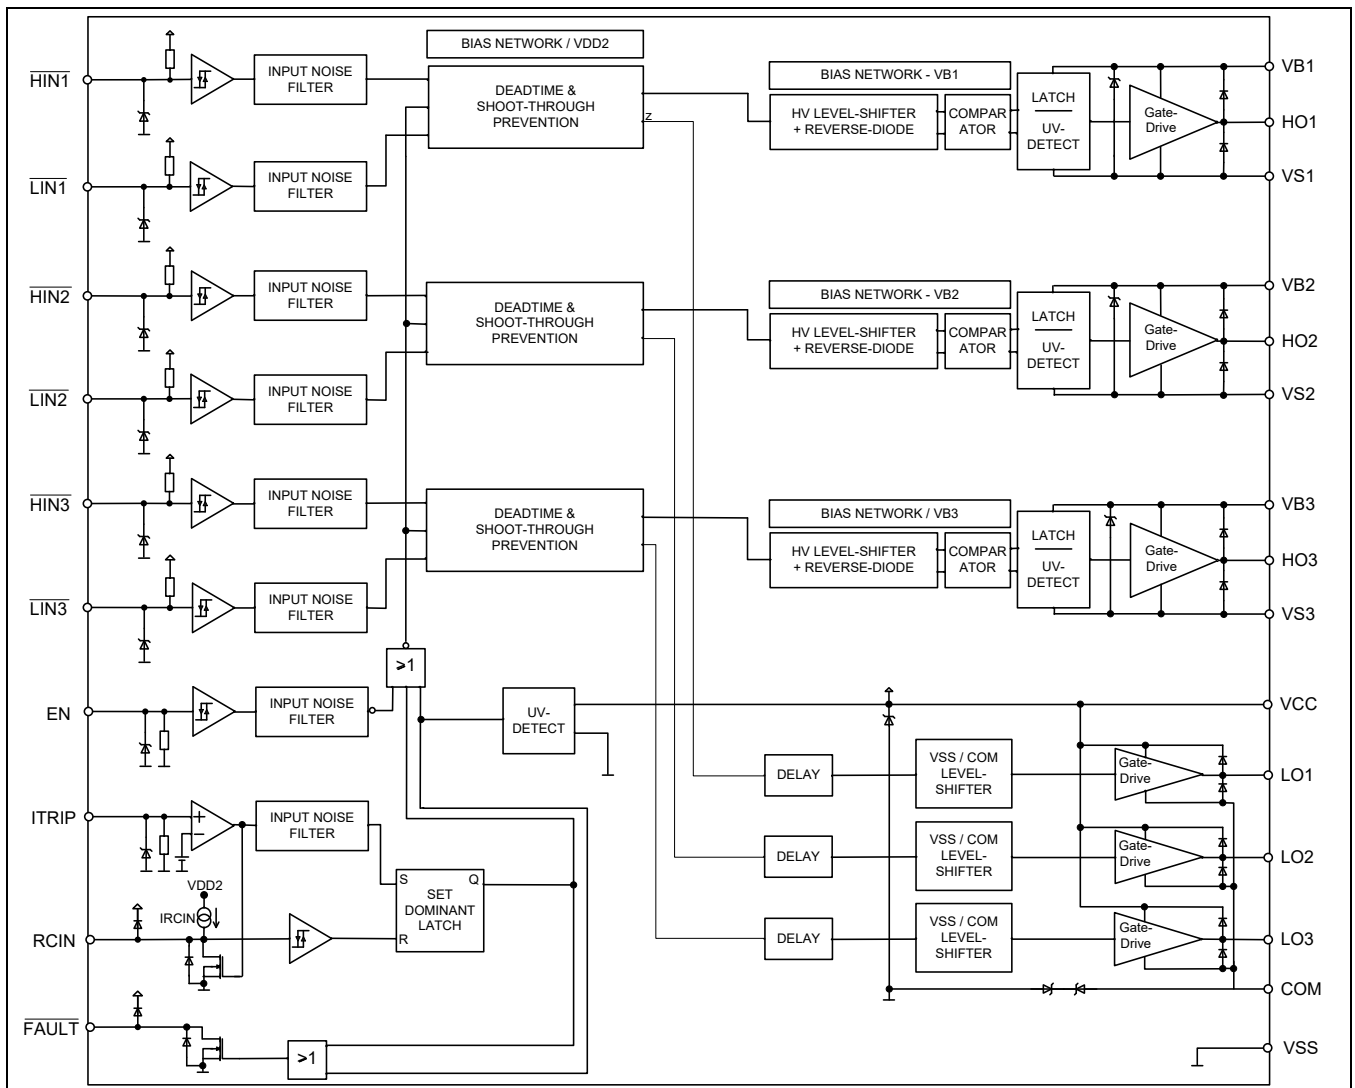 BIAS NETWORK / VDD2
HIN1
INPUT NOISE
FILTER
DEADTIME &
SHOOT-THROUGH
PREVENTION
z
BIAS NETWORK - VB1
HV LEVEL-SHIFTER
+ REVERSE-DIODE
COMPAR
ATOR
LATCH
UV-
DETECT
Gate-
Drive
VB1
HO1
VS1
LIN1
INPUT NOISE
FILTER
HIN2
INPUT NOISE
FILTER
DEADTIME &
SHOOT-THROUGH
PREVENTION
BIAS NETWORK - VB2
HV LEVEL-SHIFTER
+ REVERSE-DIODE
COMPAR
ATOR
LATCH
UV-
DETECT
Gate-
Drive
VB2
HO2
VS2
LIN2
INPUT NOISE
FILTER
HIN3
INPUT NOISE
FILTER
DEADTIME &
SHOOT-THROUGH
PREVENTION
BIAS NETWORK / VB3
HV LEVEL-SHIFTER
+ REVERSE-DIODE
COMPAR
ATOR
LATCH
UV-
DETECT
Gate-
Drive
VB3
HO3
VS3
LIN3
INPUT NOISE
FILTER
≥1
EN
INPUT NOISE
FILTER
UV-
DETECT
VCC
DELAY
VSS / COM
LEVEL-
SHIFTER
Gate-
Drive
LO1
ITRIP
+
−
INPUT NOISE
FILTER
DELAY
VSS / COM
LEVEL-
SHIFTER
Gate-
Drive
LO2
VDD2
IRCIN
S
Q
SET
DOMINANT
LATCH
R
RCIN
DELAY
VSS / COM
LEVEL-
SHIFTER
Gate-
Drive
LO3
COM
FAULT
≥1
VSS